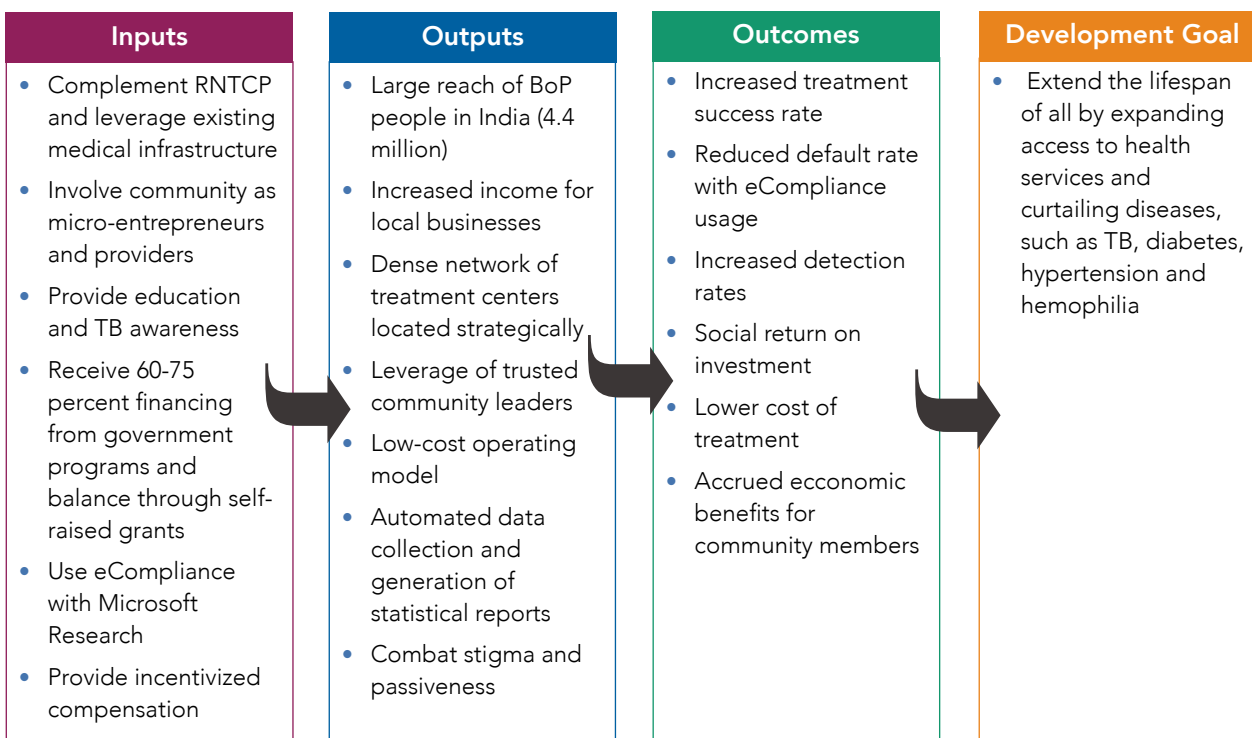 Inputs
• Complement RNTCP
and leverage existing
medical infrastructure
• Involve community as
micro-entrepreneurs
and providers
• Provide education
and TB awareness
• Receive 60-75
percent financing
from government
programs and
balance through self-
raised grants
• Use eCompliance
with Microsoft
Research
• Provide incentivized
compensation
Outputs
• Large reach of BoP
people in India (4.4
million)
• Increased income for
local businesses
• Dense network of
treatment centers
located strategically
• Leverage of trusted
community leaders
• Low-cost operating
model
• Automated data
collection and
generation of
statistical reports
• Combat stigma and
passiveness
Outcomes
• Increased treatment
success rate
• Reduced default rate
with eCompliance
usage
• Increased detection
rates
• Social return on
investment
• Lower cost of
treatment
• Accrued ecconomic
benefits for
community members
Development Goal
• Extend the lifespan
of all by expanding
access to health
services and
curtailing diseases,
such as TB, diabetes,
hypertension and
hemophilia